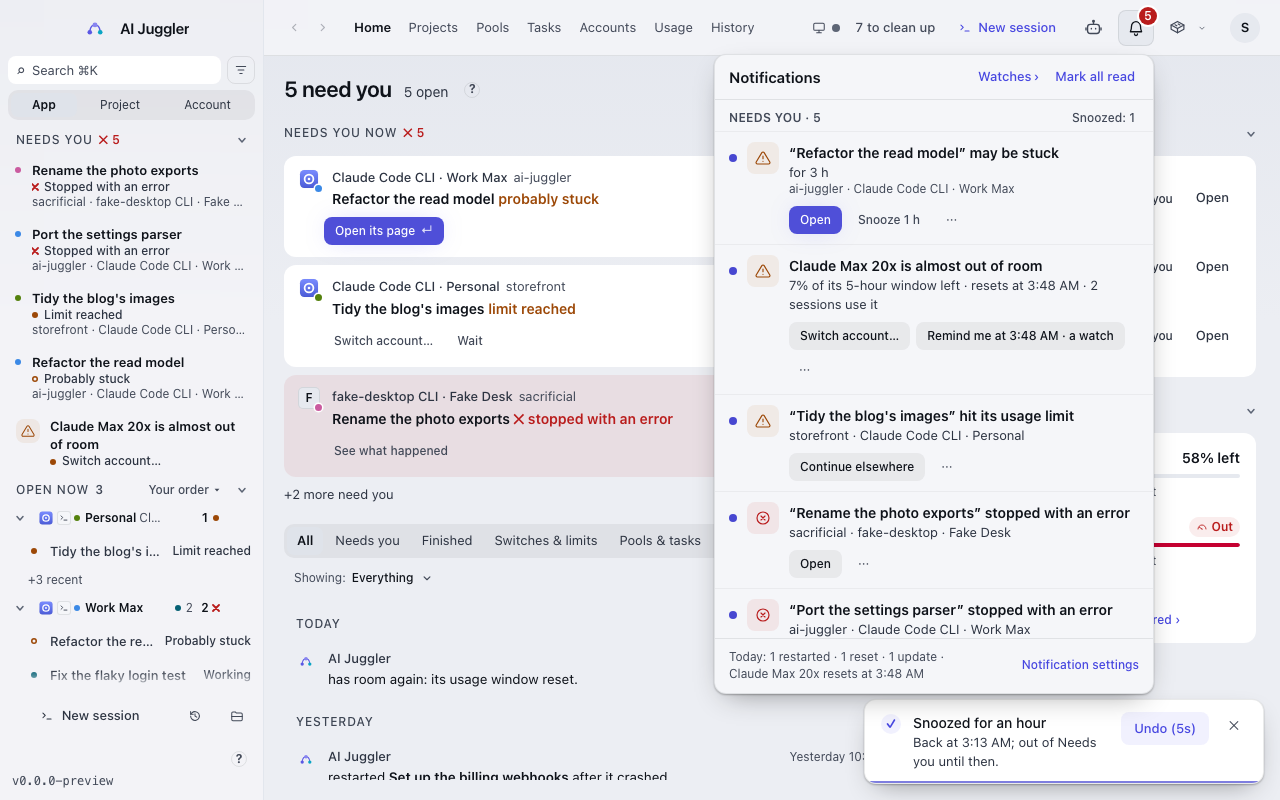 AI Juggler
Search ⌘K
App Project Account
NEEDS YOU 5
Rename the photo exports
Stopped with an error
sacrificial · fake-desktop CLI · Fake ...
Port the settings parser
Stopped with an error
ai-juggler · Claude Code CLI · Work ...
Tidy the blog's images
Limit reached
storefront · Claude Code CLI · Perso...
Refactor the read model
Probably stuck
ai-juggler · Claude Code CLI · Work ...
Claude Max 20x is almost out
of room
Switch account...
OPEN NOW 3 Your order
Personal Cl... 1
Tidy the blog's i... Limit reached
+3 recent
Work Max 2 2
Refactor the re... Probably stuck
Fix the flaky login test Working
New session
?
v0.0.0-preview
Home Projects Pools Tasks Accounts Usage History
7 to clean up New session 5 S
5 need you 5 open ?
NEEDS YOU NOW 5
Claude Code CLI · Work Max ai-juggler
Refactor the read model probably stuck
Open its page ↵
Claude Code CLI · Personal storefront
Tidy the blog's images limit reached
Switch account... Wait
F fake-desktop CLI · Fake Desk sacrificial
Rename the photo exports stopped with an error
See what happened
+2 more need you
All Needs you Finished Switches & limits Pools & tasks
Showing: Everything
TODAY
AI Juggler
has room again: its usage window reset.
YESTERDAY
AI Juggler Yesterday 10:
restarted Set up the billing webhooks after it crashed
Notifications Watches › Mark all read
NEEDS YOU · 5 Snoozed: 1
“Refactor the read model” may be stuck
for 3 h
ai-juggler · Claude Code CLI · Work Max
Open Snooze 1 h ...
Claude Max 20x is almost out of room
7% of its 5-hour window left · resets at 3:48 AM · 2
sessions use it
Switch account... Remind me at 3:48 AM · a watch
...
“Tidy the blog's images” hit its usage limit
storefront · Claude Code CLI · Personal
Continue elsewhere ...
“Rename the photo exports” stopped with an error
sacrificial · fake-desktop · Fake Desk
Open ...
“Port the settings parser” stopped with an error
ai-juggler · Claude Code CLI · Work Max
Today: 1 restarted · 1 reset · 1 update ·
Claude Max 20x resets at 3:48 AM
Notification settings
you Open
you Open
you Open
58% left
Out
red ›
Snoozed for an hour
Back at 3:13 AM; out of Needs
you until then.
Undo (5s)